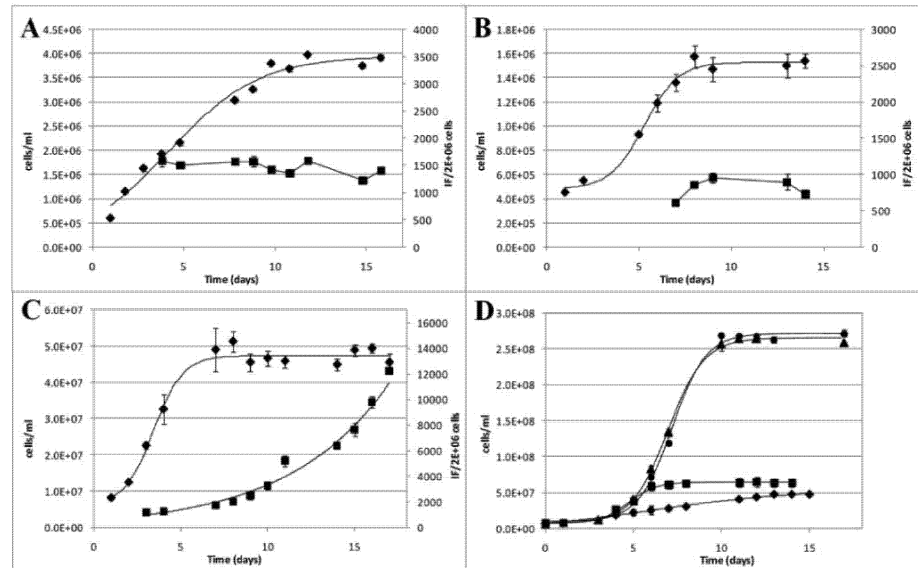 A
4.5E+06
4.0E+06
3.5E+06
3.0E+06
2.5E+06
2.0E+06
1.5E+06
1.0E+06
5.0E+05
0.0E+00
cells/ml
4000
3500
3000
2500
2000
1500
1000
500
0
IF/2E+06 cells
0 5 10 15
Time (days)
B
1.8E+06
1.6E+06
1.4E+06
1.2E+06
1.0E+06
8.0E+05
6.0E+05
4.0E+05
2.0E+05
0.0E+00
cells/ml
3000
2500
2000
1500
1000
500
0
IF/2E+06 cells
0 5 10 15
Time (days)
C
6.0E+07
5.0E+07
4.0E+07
3.0E+07
2.0E+07
1.0E+07
0.0E+00
cells/ml
16000
14000
12000
10000
8000
6000
4000
2000
0
IF/2E+06 cells
0 5 10 15
Time (days)
D
3.0E+08
2.5E+08
2.0E+08
1.5E+08
1.0E+08
5.0E+07
0.0E+00
cells/ml
0 5 10 15
Time (days)